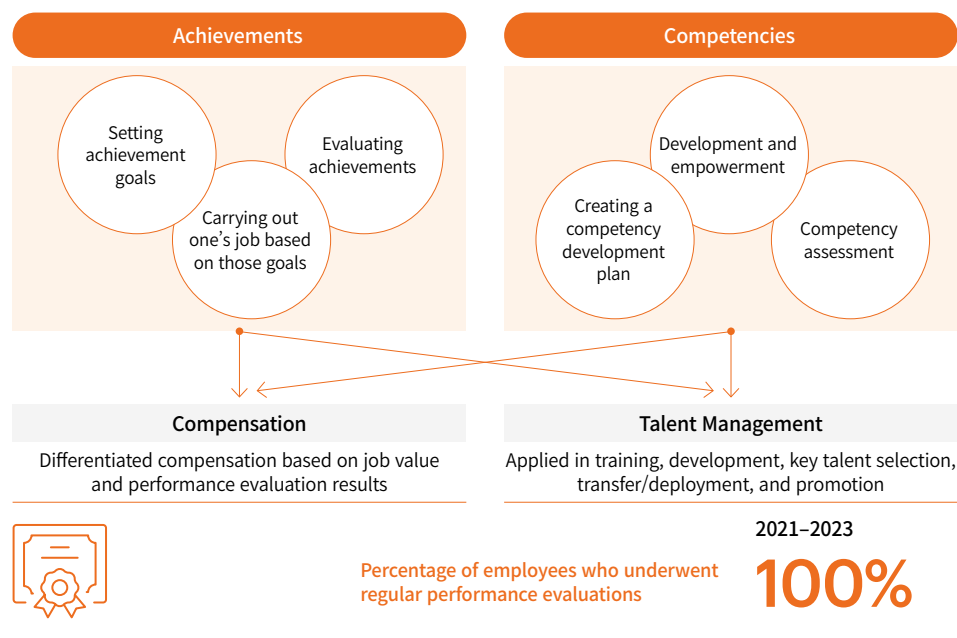 Achievements
Setting
achievement
goals
Carrying out
one’s job based
on those goals
Evaluating
achievements
Competencies
Creating a
competency
development
plan
Development and
empowerment
Competency
assessment
Compensation
Differentiated compensation based on job value
and performance evaluation results
Talent Management
Applied in training, development, key talent selection,
transfer/deployment, and promotion
Percentage of employees who underwent
regular performance evaluations
2021–2023
100%